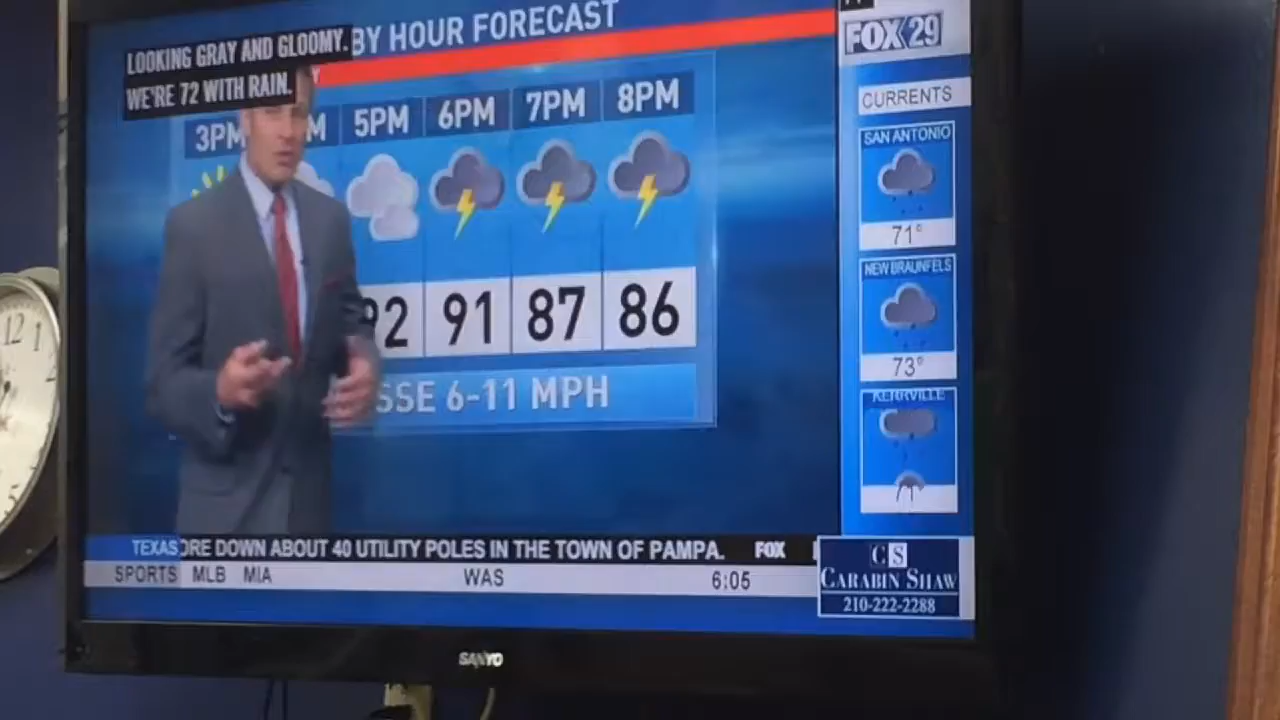 LOOKING GRAY AND GLOOMY.
WE'RE 72 WITH RAIN.
BY HOUR FORECAST
3PM 5PM 6PM 7PM 8PM
92 91 87 86
SSE 6-11 MPH
FOX 29
CURRENTS
SAN ANTONIO
71°
NEW BRAUNFELS
73°
KERRVILLE
TEXAS ORE DOWN ABOUT 40 UTILITY POLES IN THE TOWN OF PAMPA. FOX
SPORTS MLB MIA WAS 6:05
CS
CARABIN SHAW
210-222-2288
SANYO
12 1